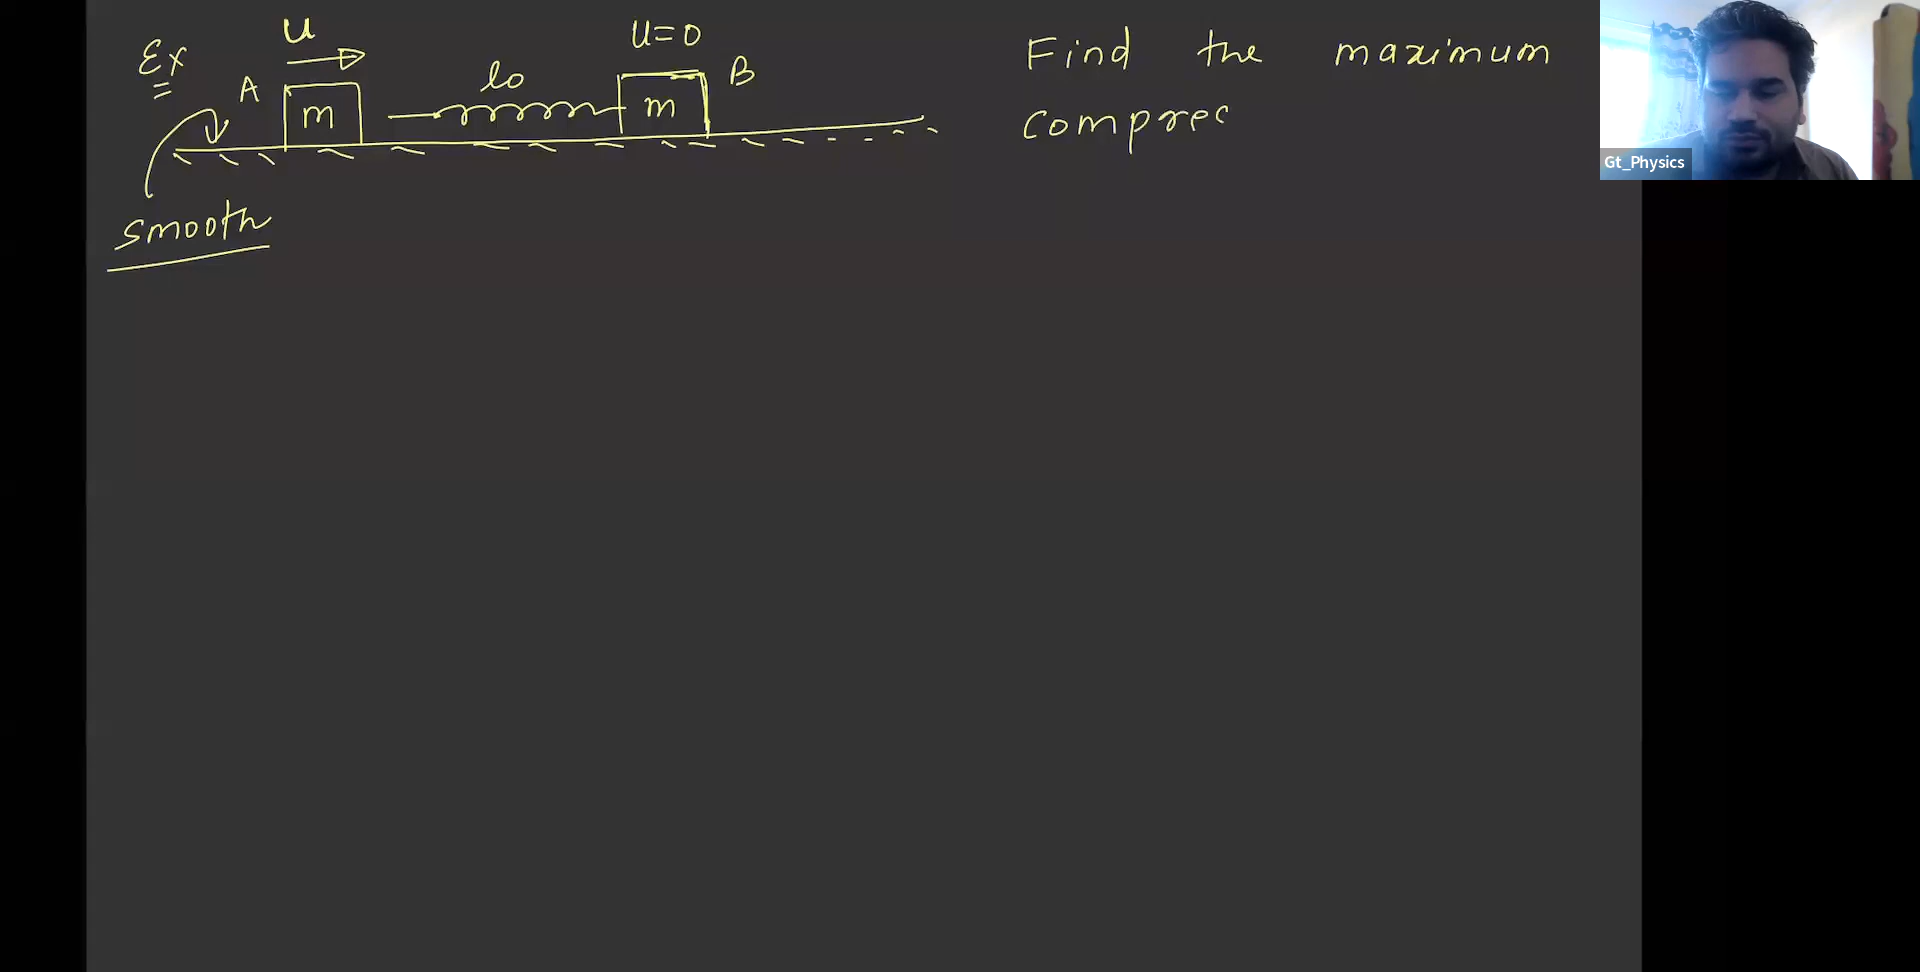 Ex
u
u=0
A
m
lo
m
B
smooth
Find the maximum
compres
Gt_Physics